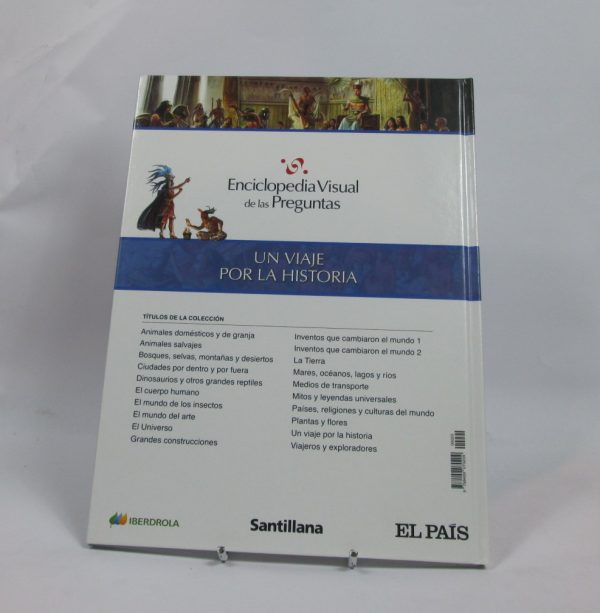 Enciclopedia Visual
de las Preguntas
UN VIAJE
POR LA HISTORIA
TÍTULOS DE LA COLECCIÓN
Animales domésticos y de granja
Animales salvajes
Bosques, selvas, montañas y desiertos
Ciudades por dentro y por fuera
Dinosaurios y otros grandes reptiles
El cuerpo humano
El mundo de los insectos
El mundo del arte
El Universo
Grandes construcciones
Inventos que cambiaron el mundo 1
Inventos que cambiaron el mundo 2
La Tierra
Mares, océanos, lagos y ríos
Medios de transporte
Mitos y leyendas universales
Países, religiones y culturas del mundo
Plantas y flores
Un viaje por la historia
Viajeros y exploradores
IBERDROLA
Santillana
EL PAÍS